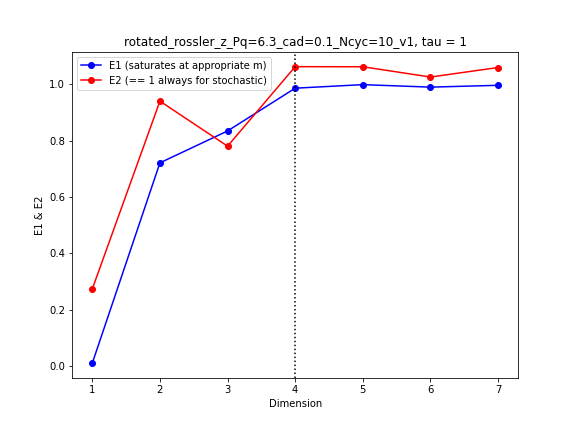 rotated_rossler_z_Pq=6.3_cad=0.1_Ncyc=10_v1, tau = 1
E1 (saturates at appropriate m)
E2 (== 1 always for stochastic)
E1 & E2
1.0
0.8
0.6
0.4
0.2
0.0
1 2 3 4 5 6 7
Dimension